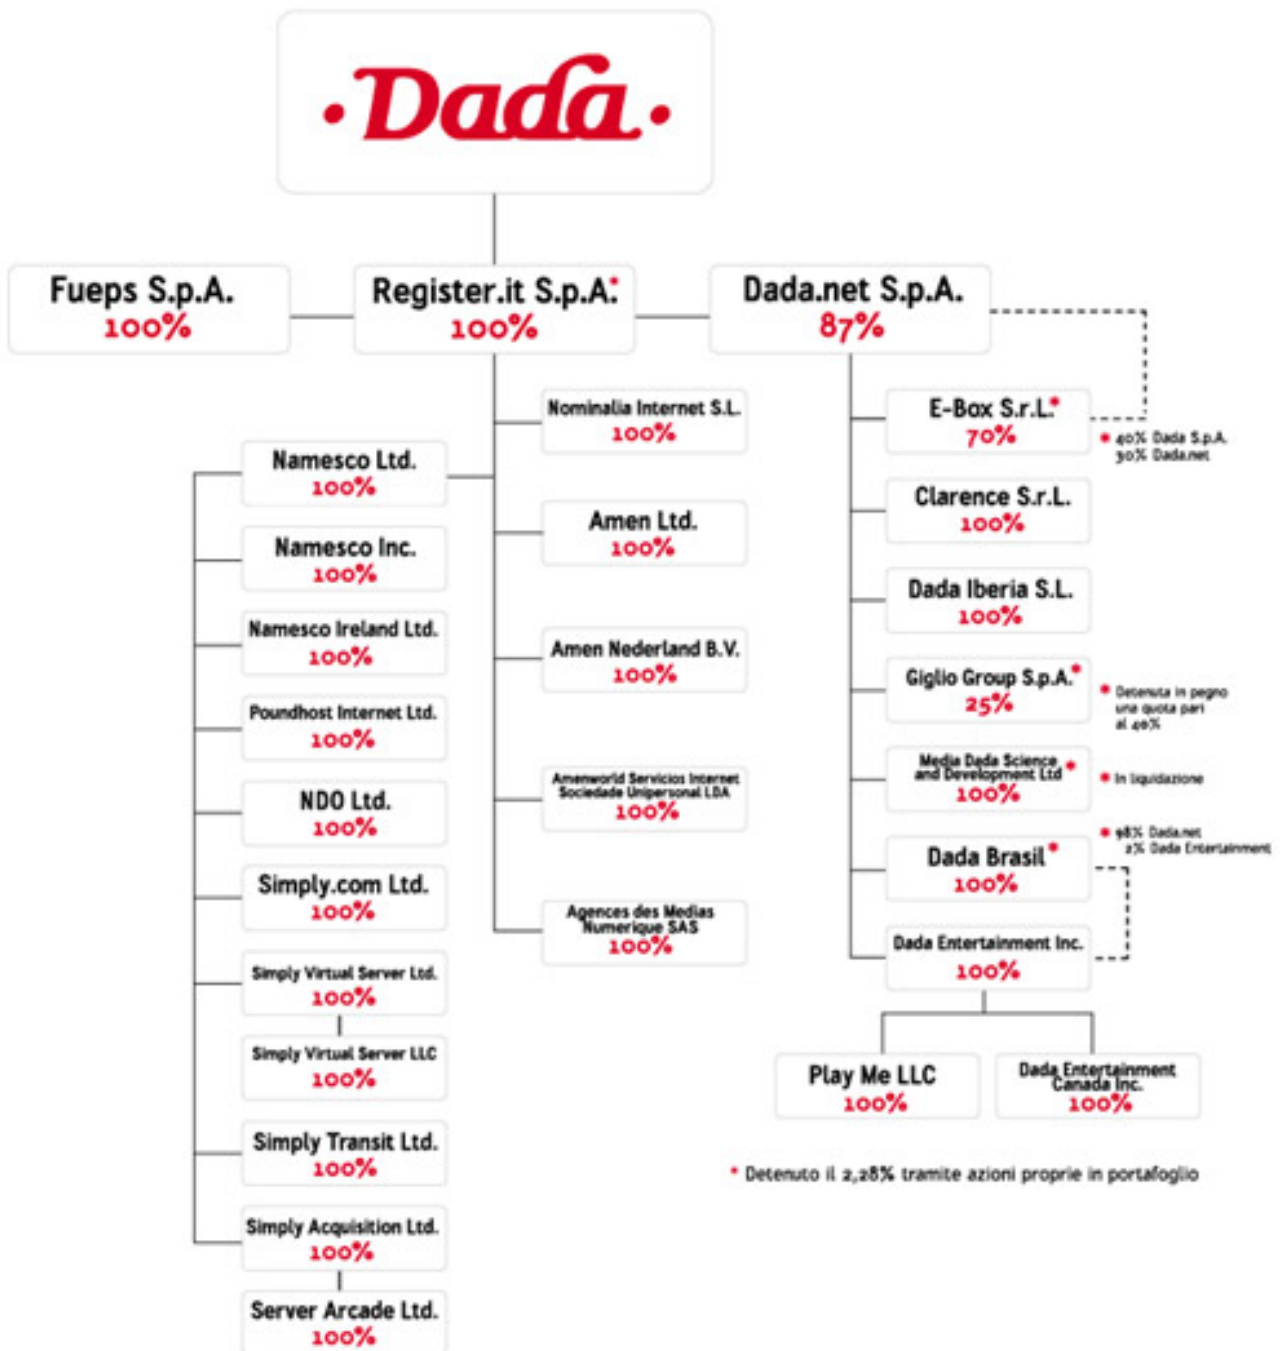 Dada
Fueps S.p.A.
100%
Register.it S.p.A.*
100%
Dada.net S.p.A.
87%
Namesco Ltd.
100%
Namesco Inc.
100%
Namesco Ireland Ltd.
100%
Poundhost Internet Ltd.
100%
NDO Ltd.
100%
Simply.com Ltd.
100%
Simply Virtual Server Ltd.
100%
Simply Virtual Server LLC
100%
Simply Transit Ltd.
100%
Simply Acquisition Ltd.
100%
Server Arcade Ltd.
100%
Nominalia Internet S.L.
100%
Amen Ltd.
100%
Amen Nederland B.V.
100%
Amenworld Servicios Internet
Sociedade Unipersonal LDA
100%
Agences des Medias
Numerique SAS
100%
E-Box S.r.L.*
70%
* 40% Dada S.p.A.
30% Dada.net
Clarence S.r.L.
100%
Dada Iberia S.L.
100%
Giglio Group S.p.A.*
25%
* Detenuta in pegno
una quota pari
al 40%
Media Dada Science
and Development Ltd *
100%
* In liquidazione
Dada Brasil *
100%
* 98% Dada.net
2% Dada Entertainment
Dada Entertainment Inc.
100%
Play Me LLC
100%
Dada Entertainment
Canada Inc.
100%
* Detenuto il 2,28% tramite azioni proprie in portafoglio